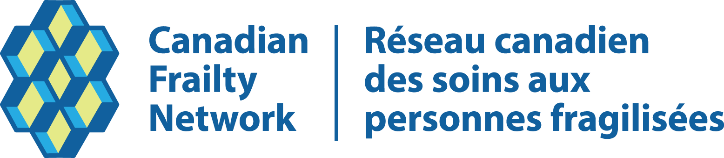 Canadian
Frailty
Network
Réseau canadien
des soins aux
personnes fragilisées